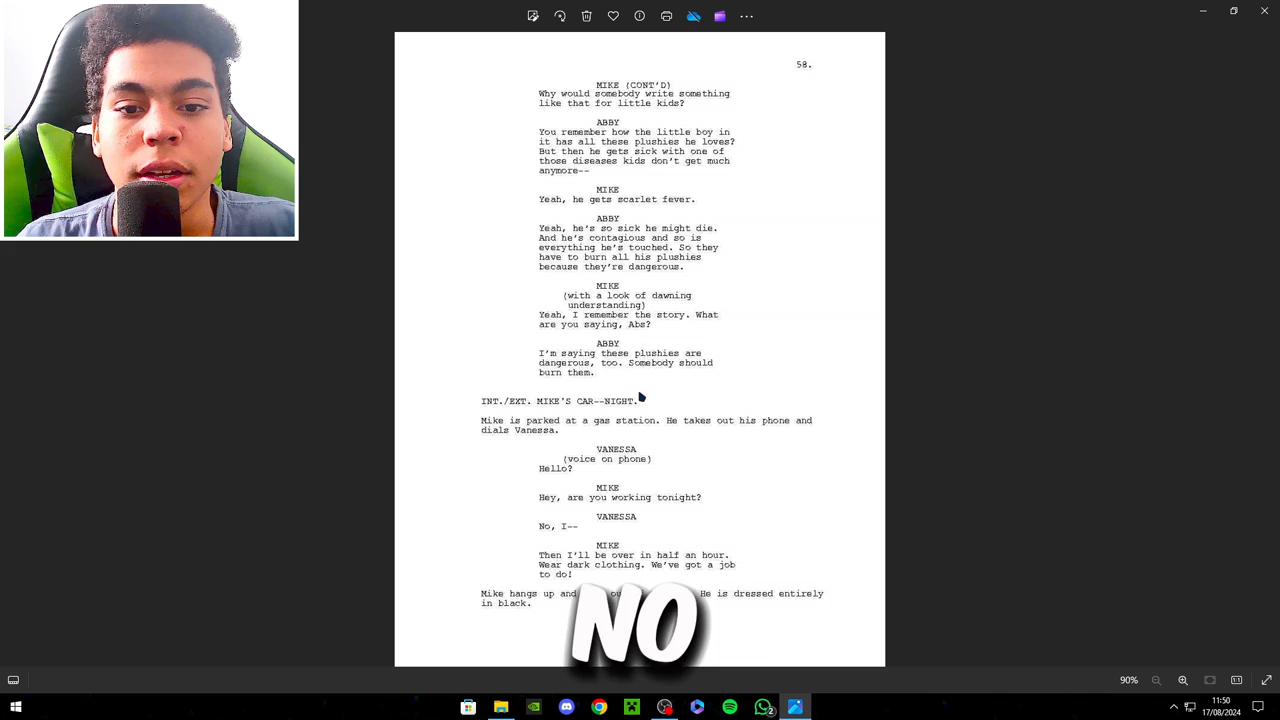 58.
MIKE (CONT'D)
Why would somebody write something
like that for little kids?
ABBY
You remember how the little boy in
it has all these plushies he loves?
But then he gets sick with one of
those diseases kids don't get much
anymore--
MIKE
Yeah, he gets scarlet fever.
ABBY
Yeah, he's so sick he might die.
And he's contagious and so is
everything he's touched. So they
have to burn all his plushies
because they're dangerous.
MIKE
(with a look of dawning
understanding)
Yeah, I remember the story. What
are you saying, Abs?
ABBY
I'm saying these plushies are
dangerous, too. Somebody should
burn them.
INT./EXT. MIKE'S CAR--NIGHT.
Mike is parked at a gas station. He takes out his phone and
dials Vanessa.
VANESSA
(voice on phone)
Hello?
MIKE
Hey, are you working tonight?
VANESSA
No, I--
MIKE
Then I'll be over in half an hour.
Wear dark clothing. We've got a job
to do!
Mike hangs up and He is dressed entirely
in black.
NO
90%
2
11:50
17/08/2024